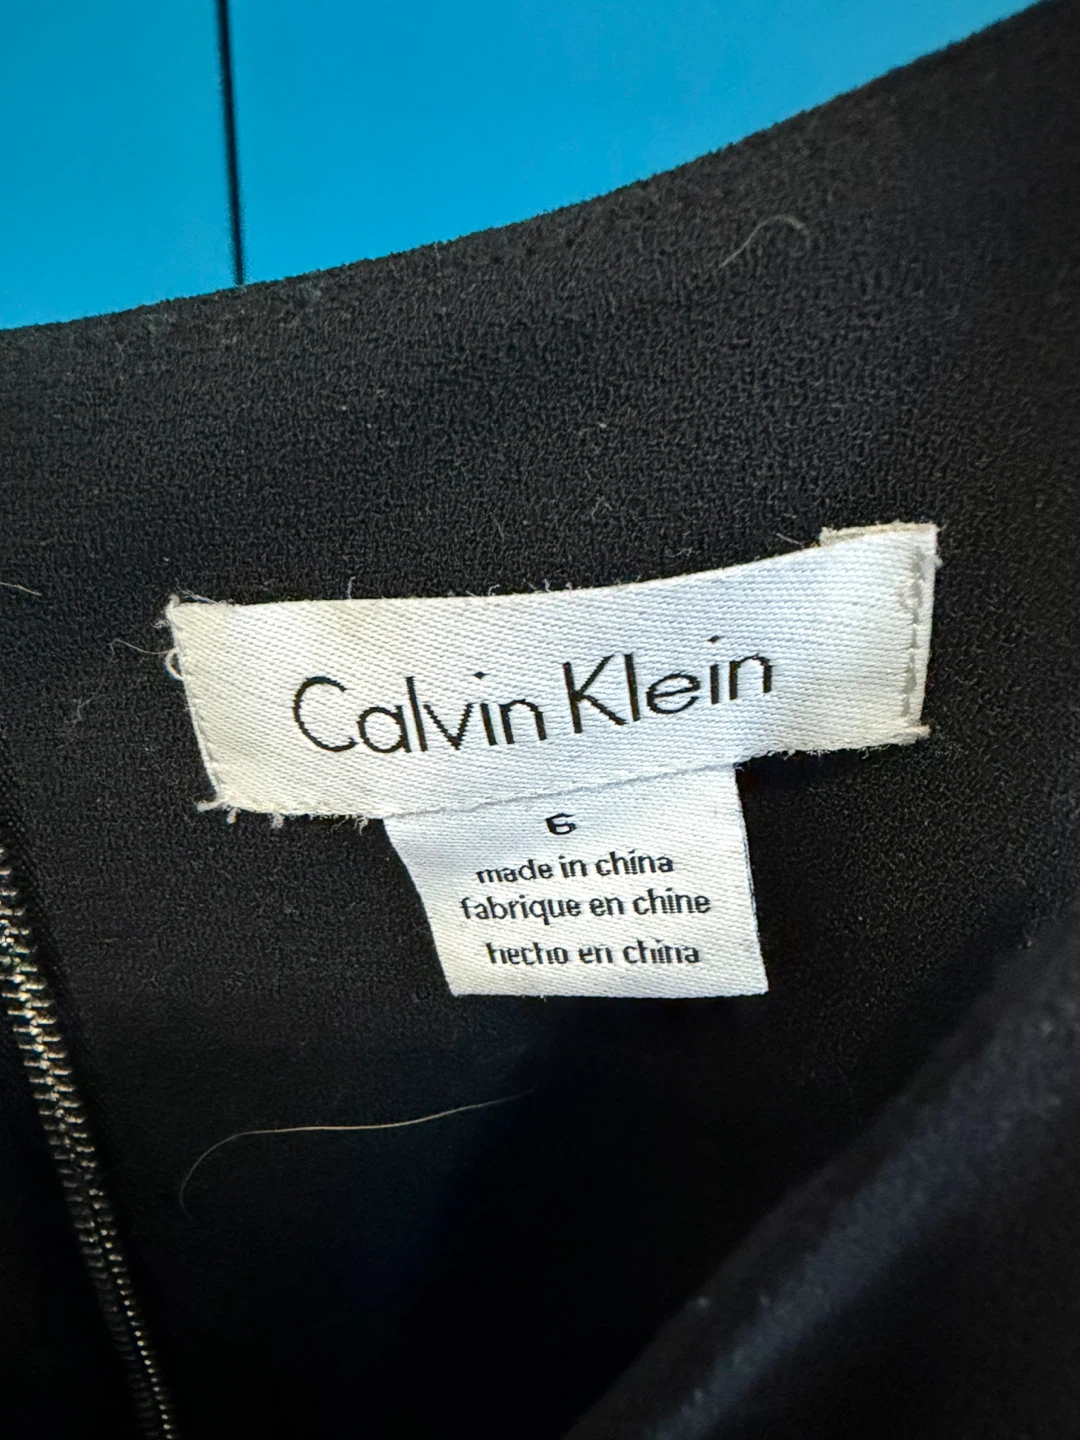 Calvin Klein
6
made in china
fabrique en chine
hecho en china